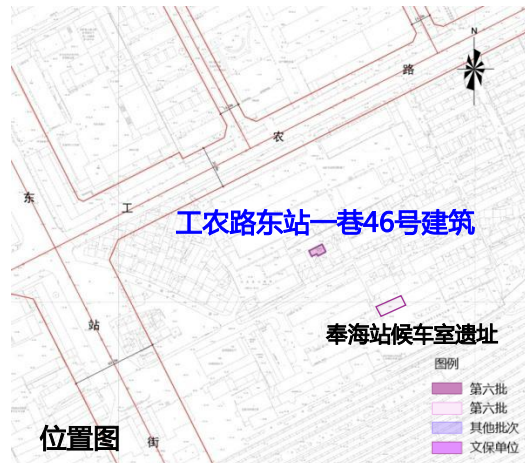 N
路
农
东
工
工农路东站一巷46号建筑
站
奉海站候车室遗址
图例
第六批
第六批
其他批次
文保单位
位置图
街